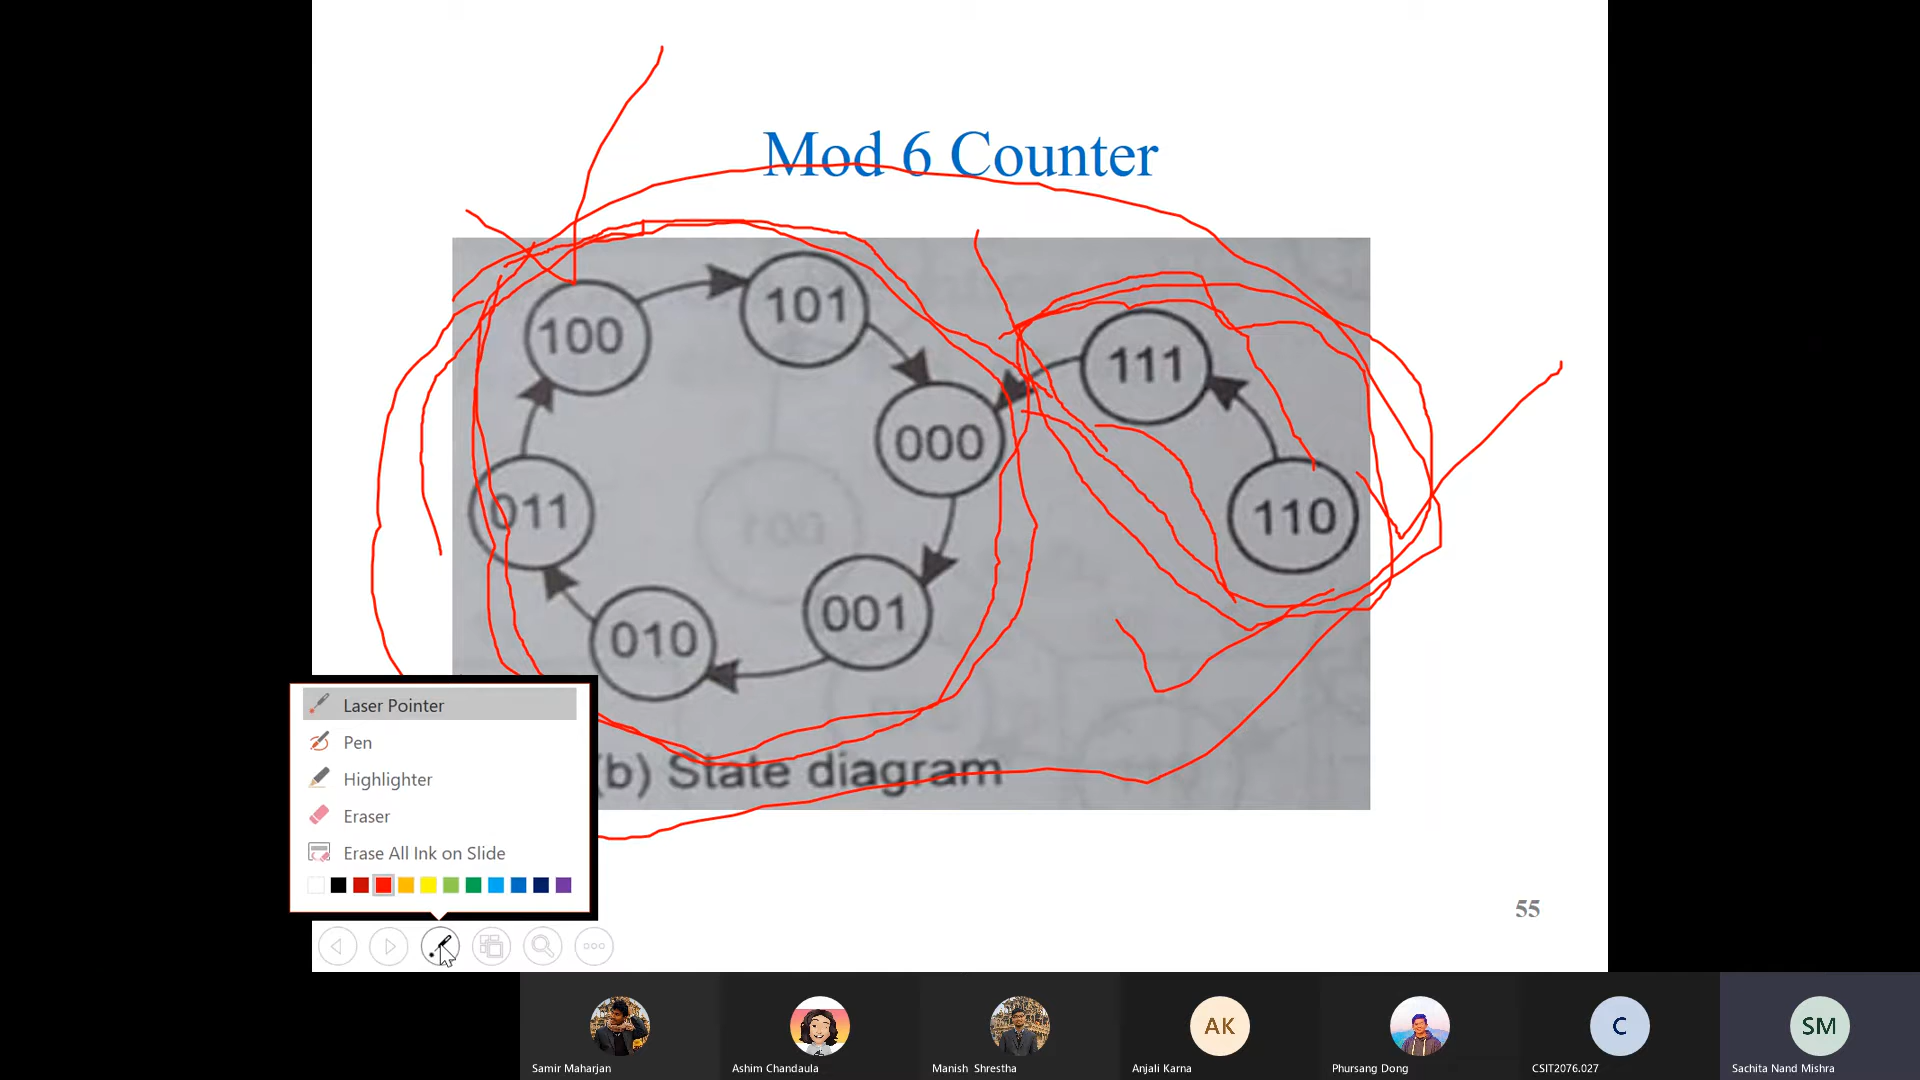 Mod 6 Counter
100
101
111
000
011
110
001
010
(b) State diagram
Laser Pointer
Pen
Highlighter
Eraser
Erase All Ink on Slide
55
AK
C
SM
Samir Maharjan
Ashim Chandaula
Manish Shrestha
Anjali Karna
Phursang Dong
CSIT2076.027
Sachita Nand Mishra